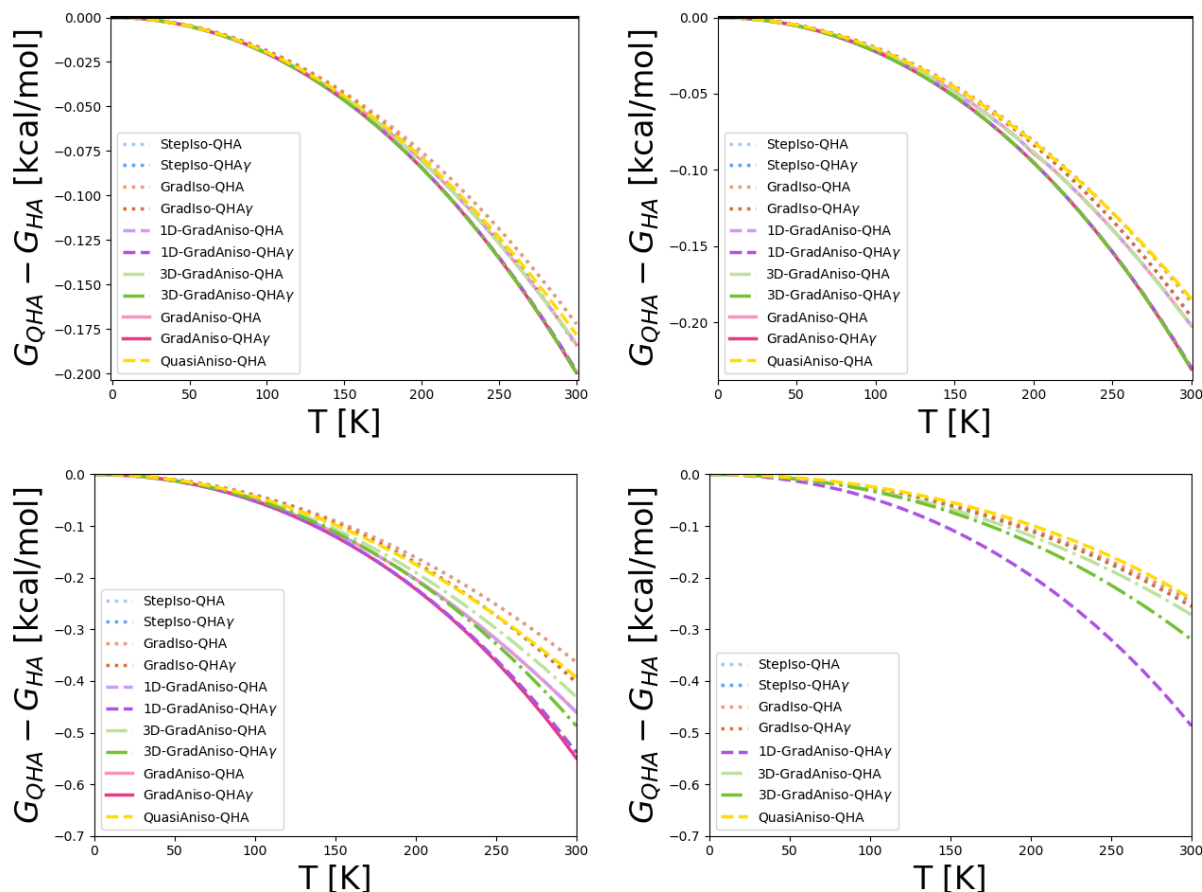 0.000
−0.025
−0.050
−0.075
−0.100
−0.125
−0.150
−0.175
−0.200
G_QHA − G_HA [kcal/mol]
StepIso-QHA
StepIso-QHAγ
GradIso-QHA
GradIso-QHAγ
1D-GradAniso-QHA
1D-GradAniso-QHAγ
3D-GradAniso-QHA
3D-GradAniso-QHAγ
GradAniso-QHA
GradAniso-QHAγ
QuasiAniso-QHA
0 50 100 150 200 250 300
T [K]
0.00
−0.05
−0.10
−0.15
−0.20
G_QHA − G_HA [kcal/mol]
StepIso-QHA
StepIso-QHAγ
GradIso-QHA
GradIso-QHAγ
1D-GradAniso-QHA
1D-GradAniso-QHAγ
3D-GradAniso-QHA
3D-GradAniso-QHAγ
GradAniso-QHA
GradAniso-QHAγ
QuasiAniso-QHA
0 50 100 150 200 250 300
T [K]
0.0
−0.1
−0.2
−0.3
−0.4
−0.5
−0.6
−0.7
G_QHA − G_HA [kcal/mol]
StepIso-QHA
StepIso-QHAγ
GradIso-QHA
GradIso-QHAγ
1D-GradAniso-QHA
1D-GradAniso-QHAγ
3D-GradAniso-QHA
3D-GradAniso-QHAγ
GradAniso-QHA
GradAniso-QHAγ
QuasiAniso-QHA
0 50 100 150 200 250 300
T [K]
0.0
−0.1
−0.2
−0.3
−0.4
−0.5
−0.6
−0.7
G_QHA − G_HA [kcal/mol]
StepIso-QHA
StepIso-QHAγ
GradIso-QHA
GradIso-QHAγ
1D-GradAniso-QHAγ
3D-GradAniso-QHA
3D-GradAniso-QHAγ
QuasiAniso-QHA
0 50 100 150 200 250 300
T [K]